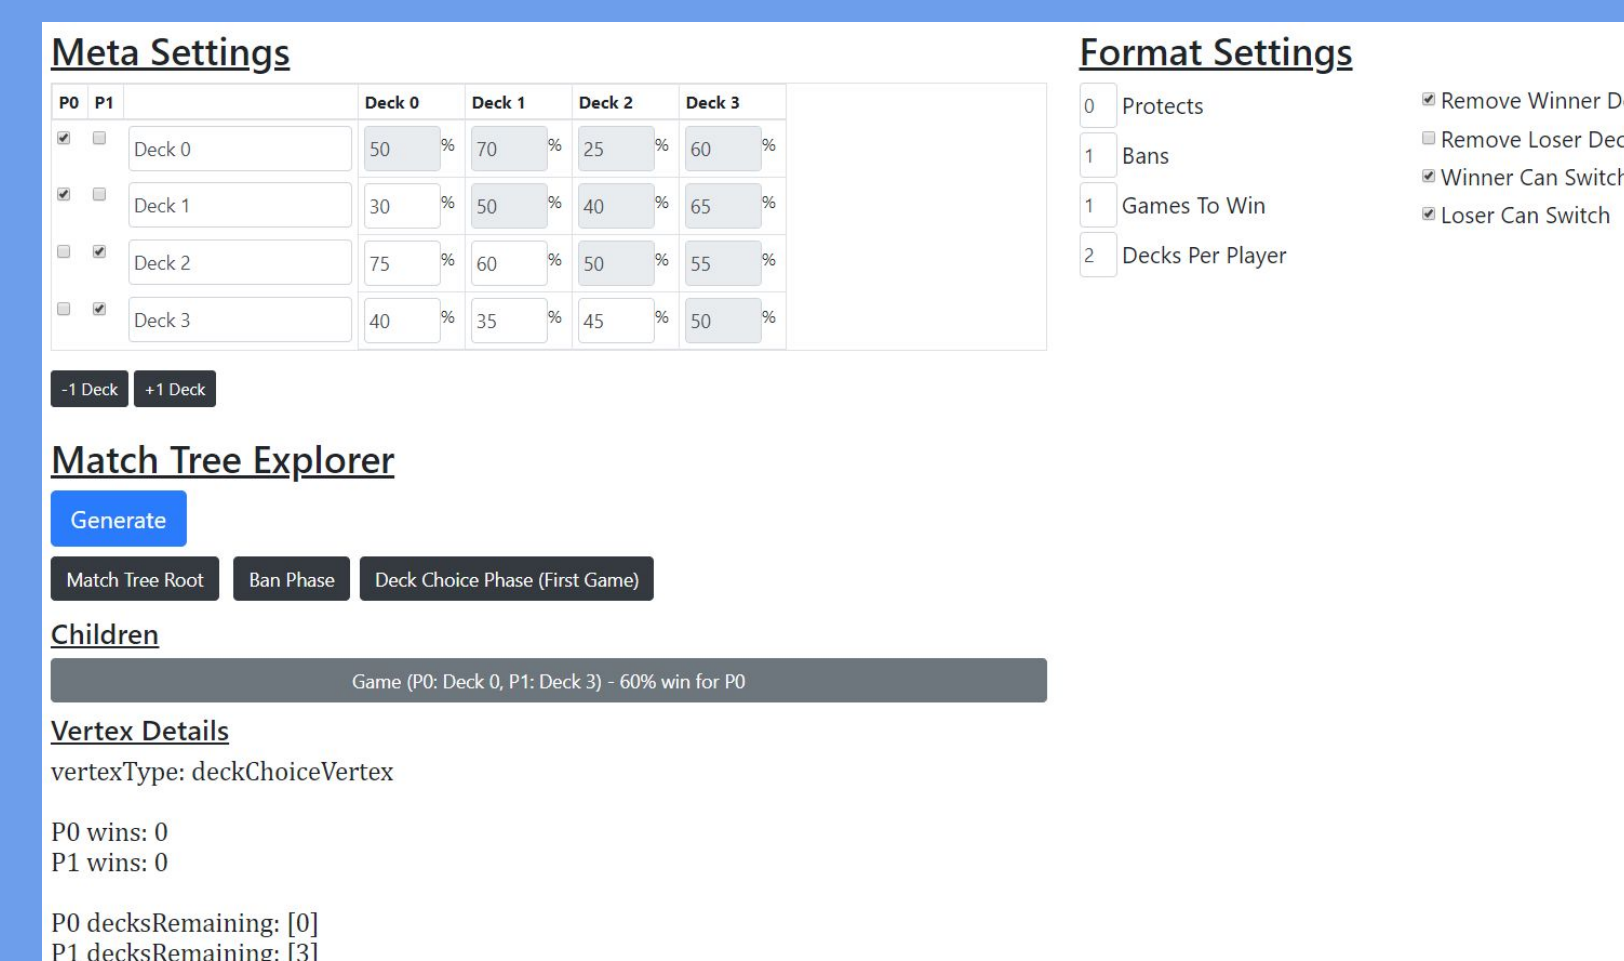 Meta Settings
P0 P1 Deck 0 Deck 1 Deck 2 Deck 3
Deck 0 50 % 70 % 25 % 60 %
Deck 1 30 % 50 % 40 % 65 %
Deck 2 75 % 60 % 50 % 55 %
Deck 3 40 % 35 % 45 % 50 %
-1 Deck +1 Deck
Format Settings
0 Protects
1 Bans
1 Games To Win
2 Decks Per Player
Remove Winner
Remove Loser
Winner Can Switch
Loser Can Switch
Match Tree Explorer
Generate
Match Tree Root Ban Phase Deck Choice Phase (First Game)
Children
Game (P0: Deck 0, P1: Deck 3) - 60% win for P0
Vertex Details
vertexType: deckChoiceVertex
P0 wins: 0
P1 wins: 0
P0 decksRemaining: [0]
P1 decksRemaining: [3]